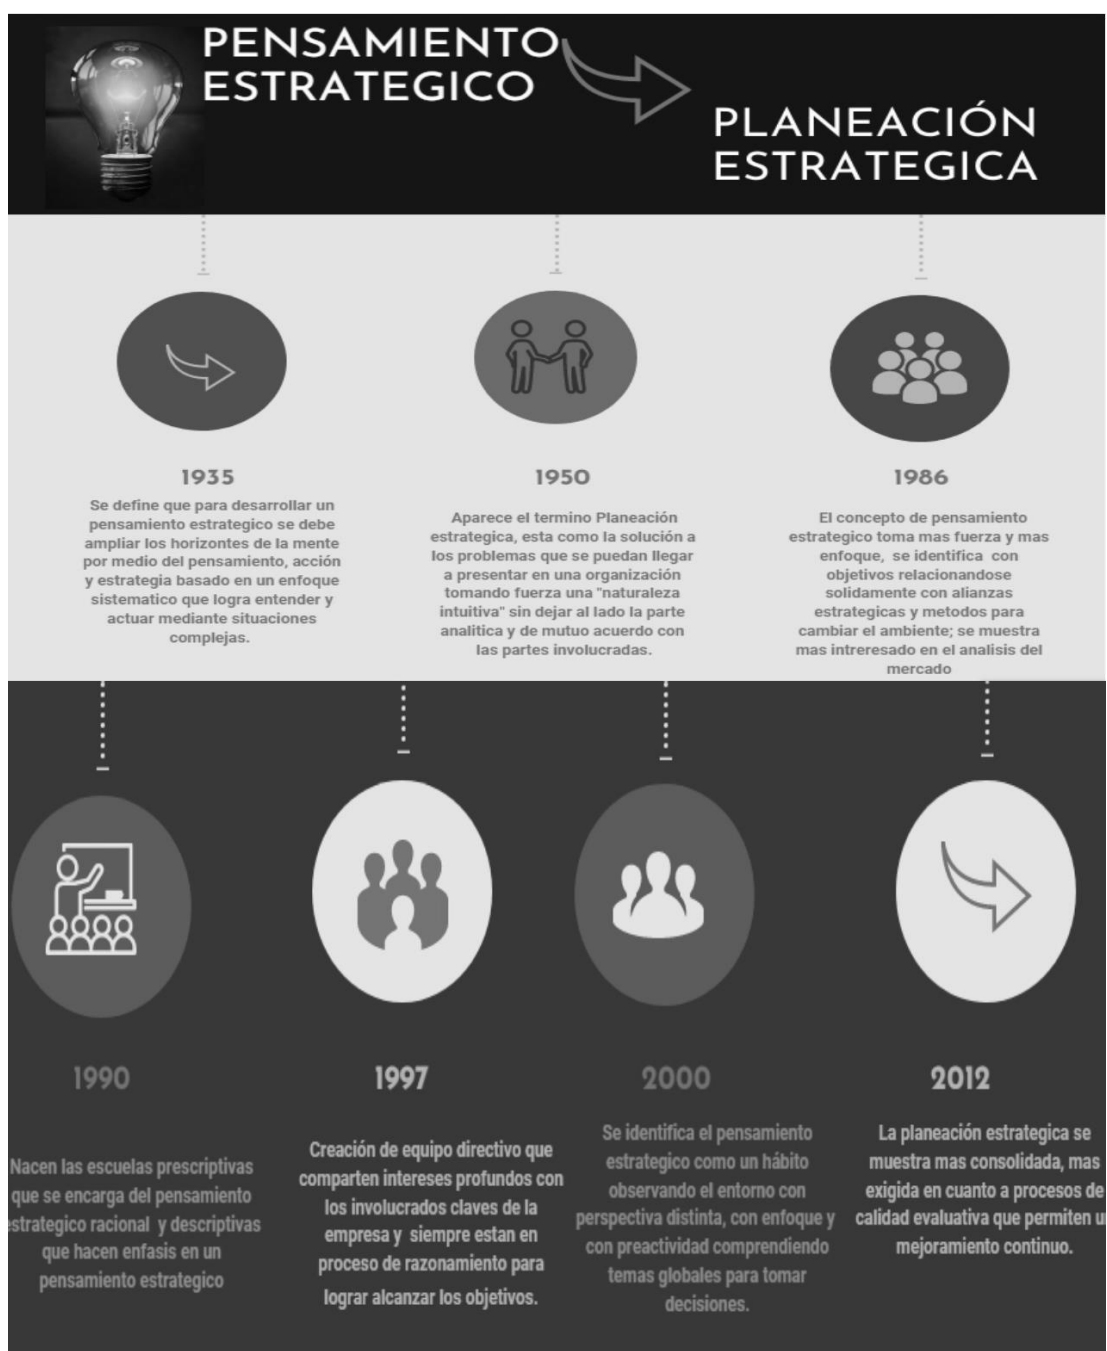 PENSAMIENTO
ESTRATEGICO
PLANEACIÓN
ESTRATEGICA
1935
Se define que para desarrollar un
pensamiento estrategico se debe
ampliar los horizontes de la mente
por medio del pensamiento, acción
y estrategia basado en un enfoque
sistematico que logra entender y
actuar mediante situaciones
complejas.
1950
Aparece el termino Planeación
estrategica, esta como la solución a
los problemas que se puedan llegar
a presentar en una organización
tomando fuerza una "naturaleza
intuitiva" sin dejar al lado la parte
analitica y de mutuo acuerdo con
las partes involucradas.
1986
El concepto de pensamiento
estrategico toma mas fuerza y mas
enfoque, se identifica con
objetivos relacionandose
solidamente con alianzas
estrategicas y metodos para
cambiar el ambiente; se muestra
mas intreresado en el analisis del
mercado
1990
Nacen las escuelas prescriptivas
que se encarga del pensamiento
estrategico racional y descriptivas
que hacen enfasis en un
pensamiento estrategico
1997
Creación de equipo directivo que
comparten intereses profundos con
los involucrados claves de la
empresa y siempre estan en
proceso de razonamiento para
lograr alcanzar los objetivos.
2000
Se identifica el pensamiento
estrategico como un hábito
observando el entorno con
perspectiva distinta, con enfoque y
con preactividad comprendiendo
temas globales para tomar
decisiones.
2012
La planeación estrategica se
muestra mas consolidada, mas
exigida en cuanto a procesos de
calidad evaluativa que permiten un
mejoramiento continuo.